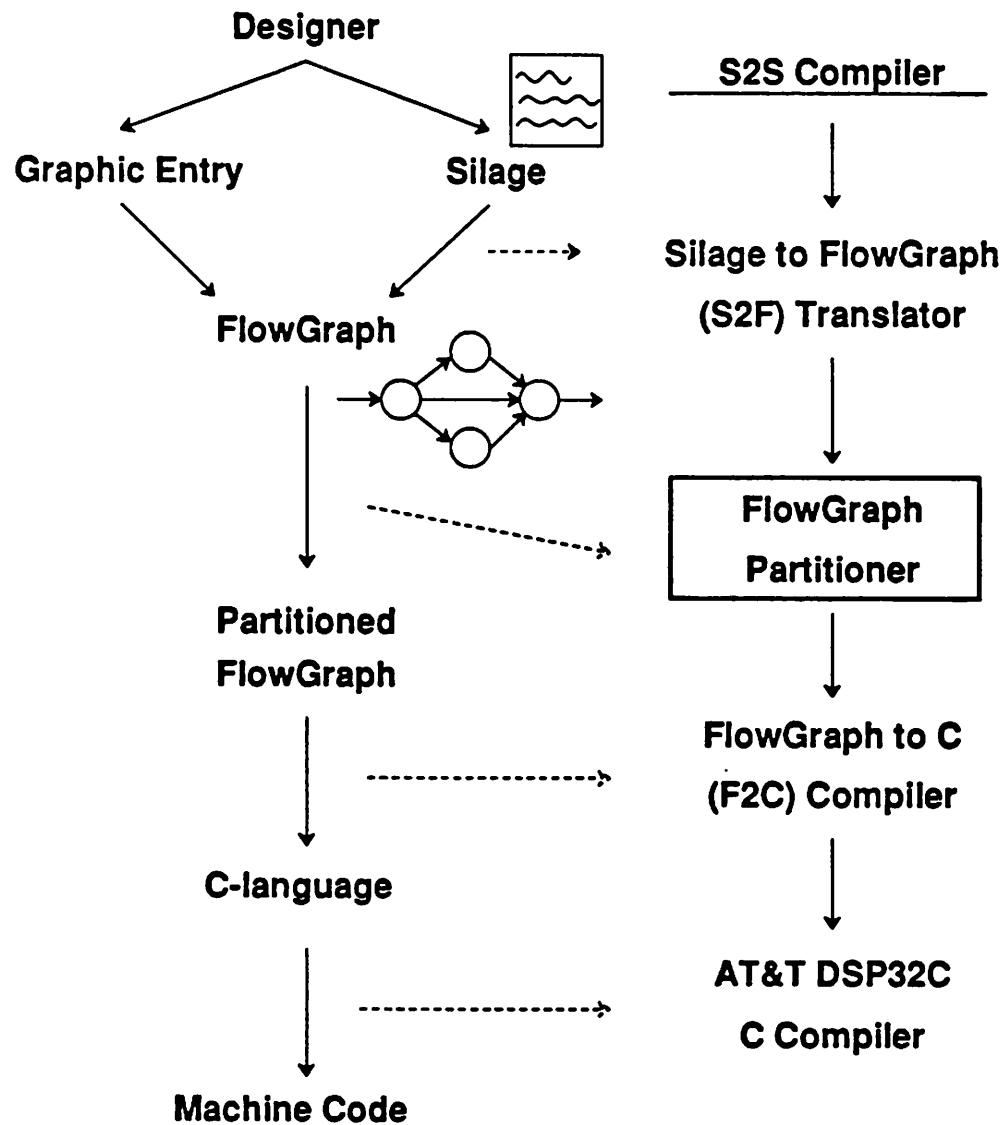 Designer
Graphic Entry
Silage
FlowGraph
Partitioned
FlowGraph
C-language
Machine Code
S2S Compiler
Silage to FlowGraph
(S2F) Translator
FlowGraph
Partitioner
FlowGraph to C
(F2C) Compiler
AT&T DSP32C
C Compiler